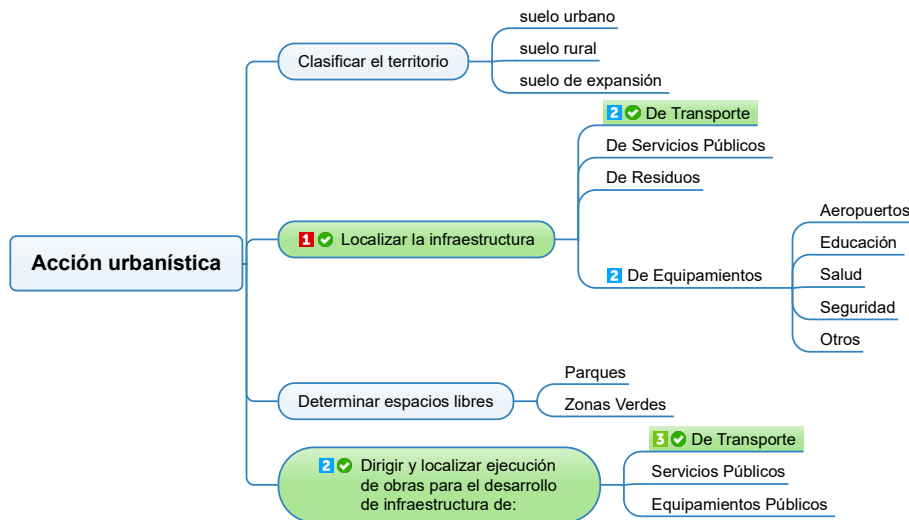 Acción urbanística
Clasificar el territorio
suelo urbano
suelo rural
suelo de expansión
1 Localizar la infraestructura
2 De Transporte
De Servicios Públicos
De Residuos
2 De Equipamientos
Aeropuertos
Educación
Salud
Seguridad
Otros
Determinar espacios libres
Parques
Zonas Verdes
2 Dirigir y localizar ejecución
de obras para el desarrollo
de infraestructura de:
3 De Transporte
Servicios Públicos
Equipamientos Públicos